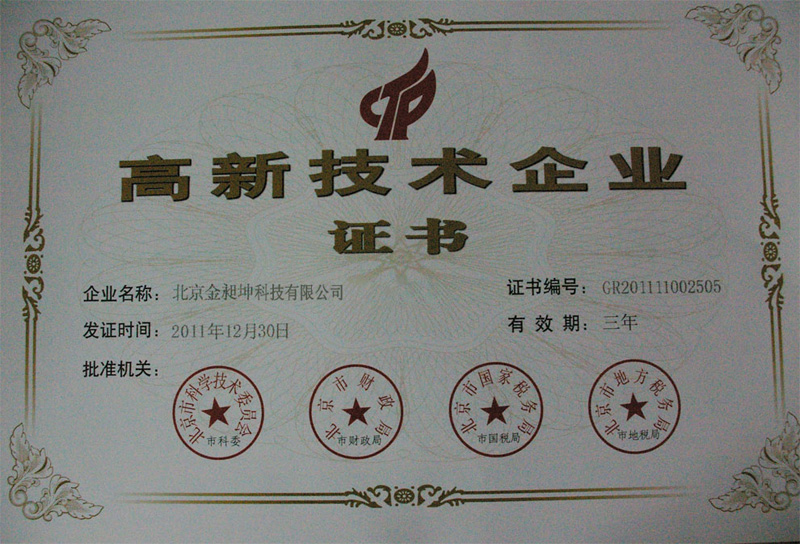 CTP
高新技术企业
证书
企业名称：北京金昶坤科技有限公司
证书编号：GR201111002505
发证时间：2011年12月30日
有效期：三年
批准机关：
北京市科学技术委员会
市科委
北京市财政局
市财政局
北京市国家税务局
市国税局
北京市地方税务局
市地税局